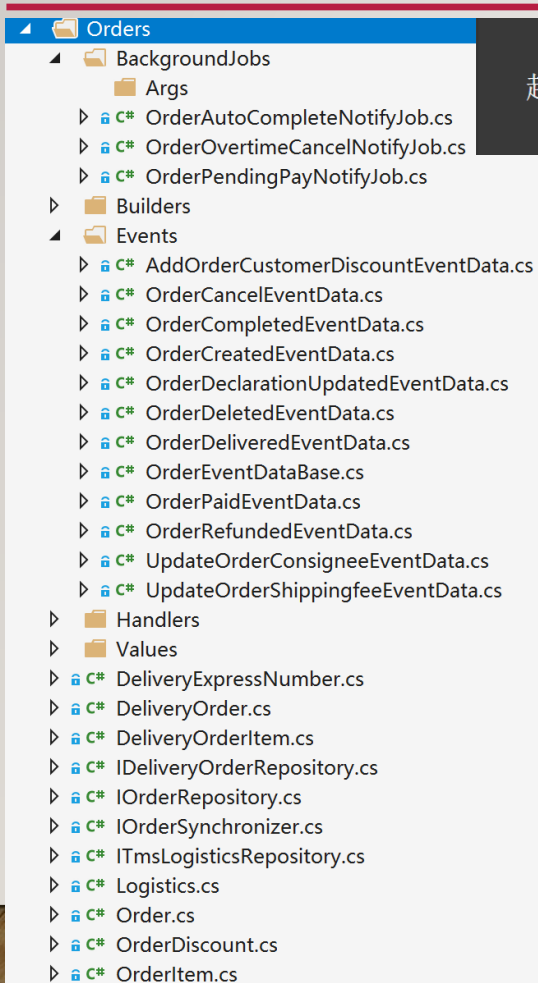 Orders
BackgroundJobs
Args
C# OrderAutoCompleteNotifyJob.cs
C# OrderOvertimeCancelNotifyJob.cs
C# OrderPendingPayNotifyJob.cs
Builders
Events
C# AddOrderCustomerDiscountEventData.cs
C# OrderCancelEventData.cs
C# OrderCompletedEventData.cs
C# OrderCreatedEventData.cs
C# OrderDeclarationUpdatedEventData.cs
C# OrderDeletedEventData.cs
C# OrderDeliveredEventData.cs
C# OrderEventDataBase.cs
C# OrderPaidEventData.cs
C# OrderRefundedEventData.cs
C# UpdateOrderConsigneeEventData.cs
C# UpdateOrderShippingfeeEventData.cs
Handlers
Values
C# DeliveryExpressNumber.cs
C# DeliveryOrder.cs
C# DeliveryOrderItem.cs
C# IDeliveryOrderRepository.cs
C# IOrderRepository.cs
C# IOrderSynchronizer.cs
C# ITmsLogisticsRepository.cs
C# Logistics.cs
C# Order.cs
C# OrderDiscount.cs
C# OrderItem.cs